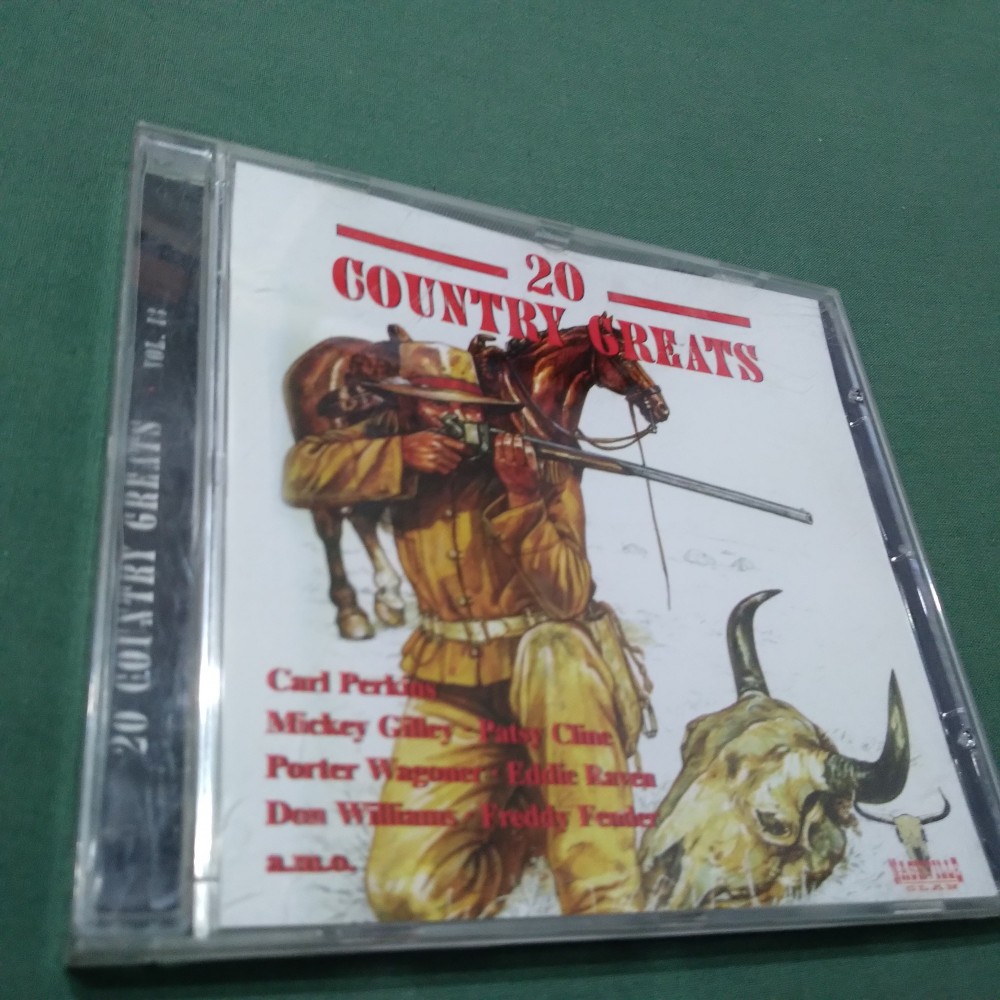 20
COUNTRY GREATS
Carl Perkins
Mickey Gilley · Patsy Cline
Porter Wagoner · Eddie Raven
Don Williams · Freddy Fender
a.m.o.
20 COUNTRY GREATS · VOL.